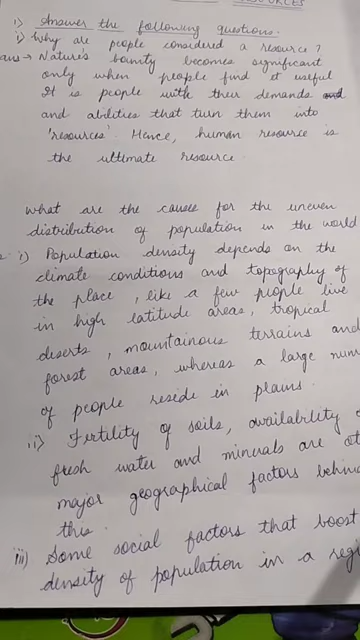 RESOURCES
1) Answer the following questions.
i) Why are people considered a resource?
ans → Nature's bounty becomes significant
only when people find it useful
It is people with their demands
and abilities that turn them into
'resources'. Hence, human resource is
the ultimate resource.
what are the causes for the uneven
distribution of population in the world
i) Population density depends on the
climate conditions and topography of
the place, like a few people live
in high latitude areas, tropical
deserts, mountainous terrains and
forest areas, whereas a large num
of people reside in plains.
ii) Fertility of soils, availability
fresh water and minerals are ot
major geographical factors behin
this.
iii) Some social factors that boost
density of population in a regi